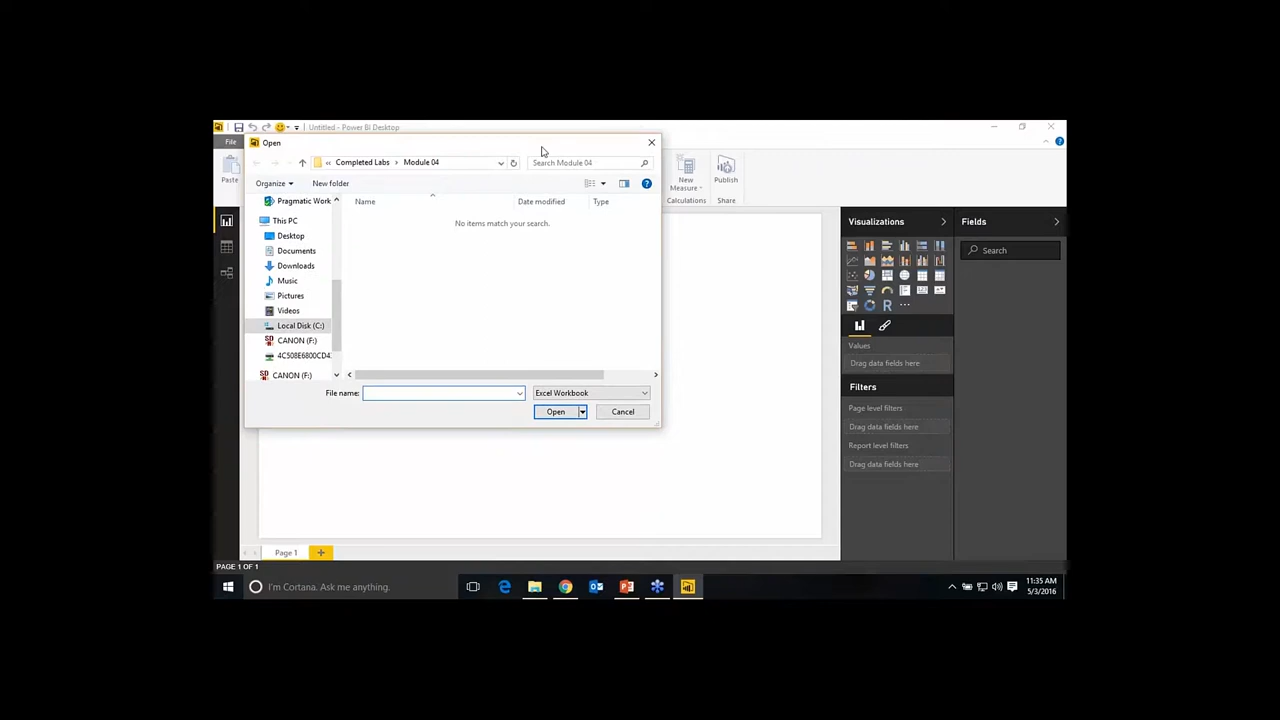 Untitled - Power BI Desktop
File
Open
Completed Labs
Module 04
Search Module 04
Paste
Organize
New folder
New
Measure
Publish
Calculations
Share
Pragmatic Work
This PC
Desktop
Documents
Downloads
Music
Pictures
Videos
Local Disk (C:)
CANON (F:)
4C508E6800CD4
CANON (F:)
Name
Date modified
Type
No items match your search.
File name:
Excel Workbook
Open
Cancel
Visualizations
Fields
Search
R
Values
Drag data fields here
Filters
Page level filters
Drag data fields here
Report level filters
Drag data fields here
Page 1
PAGE 1 OF 1
I'm Cortana. Ask me anything.
11:35 AM
5/3/2016